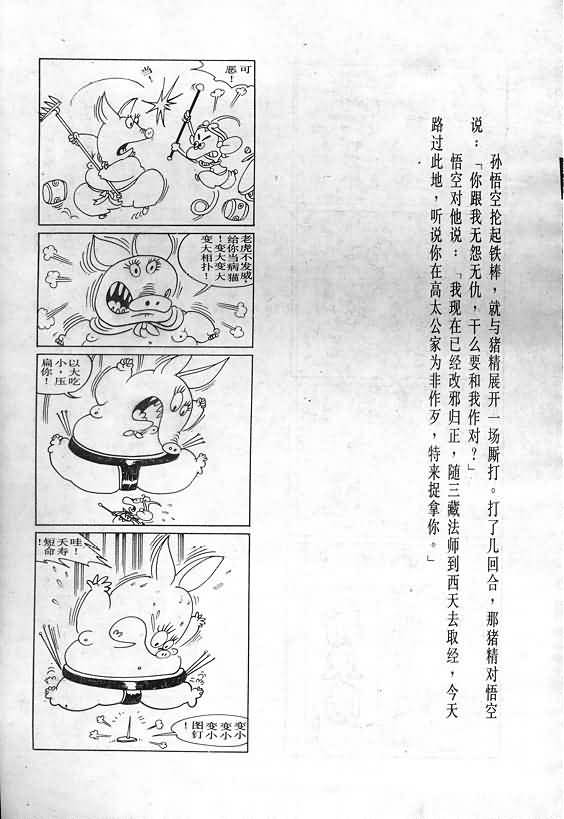 孙悟空抡起铁棒，就与猪精展开一场厮打。打了几回合，那猪精对悟空
说：「你跟我无怨无仇，干么要和我作对？」
悟空对他说：「我现在已经改邪归正，随三藏法师到西天去取经，今天
路过此地，听说你在高太公家为非作歹，特来捉拿你。」
可
恶！
当！
老虎不发威，
给你当病猫
！变大变大
变大相扑！
以大吃
小！压
扁你！
哇！
天寿
！短命
变小
变小
变小
图钉！